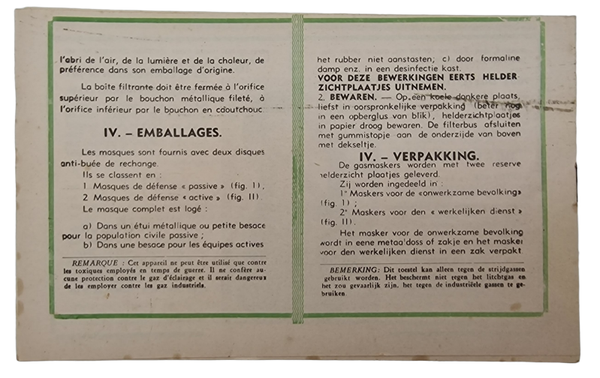 l'abri de l'air, de la lumière et de la chaleur, de
préférence dans son emballage d'origine.
La boîte filtrante doit être fermée à l'orifice
supérieur par le bouchon métallique fileté, à
l'orifice inférieur par le bouchon en cdoutchouc
IV. – EMBALLAGES.
Les masques sont fournis avec deux disques
anti-buée de rechange.
Ils se classent en :
1 Masques de défense « passive » (fig. I),
2 Masques de défense « active » (fig. II).
Le masque complet est logé :
a) Dans un étui métallique ou petite besace
pour la population civile passive ;
b) Dans une besace pour les équipes actives
REMARQUE : Cet appareil ne peut être utilisé que contre
les toxiques employés en temps de guerre. Il ne confère au-
cune protection contre le gaz d'éclairage et il serait dangereux
de les employer contre les gaz industriels.
het rubber niet aanstasten, c) door formaline
damp enz. in een desinfectie kast.
VOOR DEZE BEWERKINGEN EERTS HELDER
ZICHTPLAATJES UITNEMEN.
2. BEWAREN. — Op een koele donkere plaats,
liefst in oorspronkelijke verpakking (beter nog
in een opberglus van blik), helderzichtplaatjes
in papier droog bewaren. De filterbus afsluiten
met gummistopje aan de onderzijde van boven
met dekseltje.
IV. – VERPAKKING.
De gasmaskers worden met twee reserve
helderzicht plaatjes geleverd.
Zij worden ingedeeld in :
1° Maskers voor de «onwerkzame bevolking»
(fig. I) ;
2° Maskers voor den « werkelijken dienst »
(fig. II).
Het masker voor de onwerzame bevolking
wordt in eene metaaldoss of zakje en het masker
voor den werkelijken dienst in een zak verpakt
BEMERKING: Dit toestel kan alleen tegen de strijdgassen
gebruikt worden. Het beschermt niet tegen het lichtgas en
het zou gevaarlijk zijn, het tegen de industrieële gassen te ge-
bruiken.